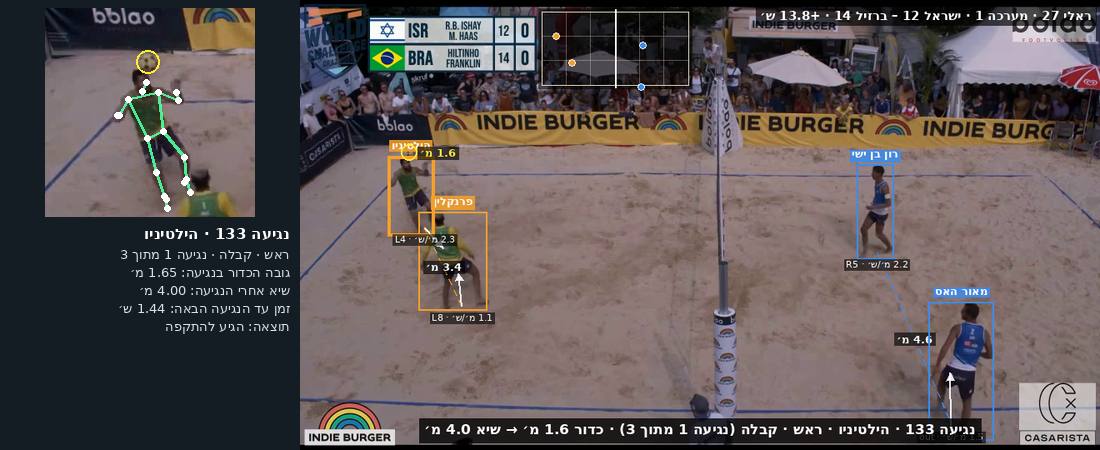 bblao
נגיעה 133 · הילטיניו
ראש · קבלה · נגיעה 1 מתוך 3
גובה הכדור בנגיעה: 1.65 מ׳
שיא אחרי הנגיעה: 4.00 מ׳
זמן עד הנגיעה הבאה: 1.44 ש׳
תוצאה: הגיע להתקפה
ראלי 27 · מערכה 1 · ישראל 12 – ברזיל 14 · +13.8 ש׳
ISR R.B. ISHAY M. HAAS 12 0
BRA HILTINHO FRANKLIN 14 0
INDIE BURGER
FOOTVOLLEY
CASARISTA
bblao
INDIE BURGER
INDIE BURGER
INDIE BURGER
הילטיניו
1.6 מ׳
פרנקלין
L4 · 2.3 מ׳/ש׳
3.4 מ׳
L8 · 1.1 מ׳/ש׳
רון בן ישי
R5 · 2.2 מ׳/ש׳
מאור האס
4.6 מ׳
INDIE BURGER
נגיעה 133 · הילטיניו · ראש · קבלה (נגיעה 1 מתוך 3) · כדור 1.6 מ׳ → שיא 4.0 מ׳
CASARISTA